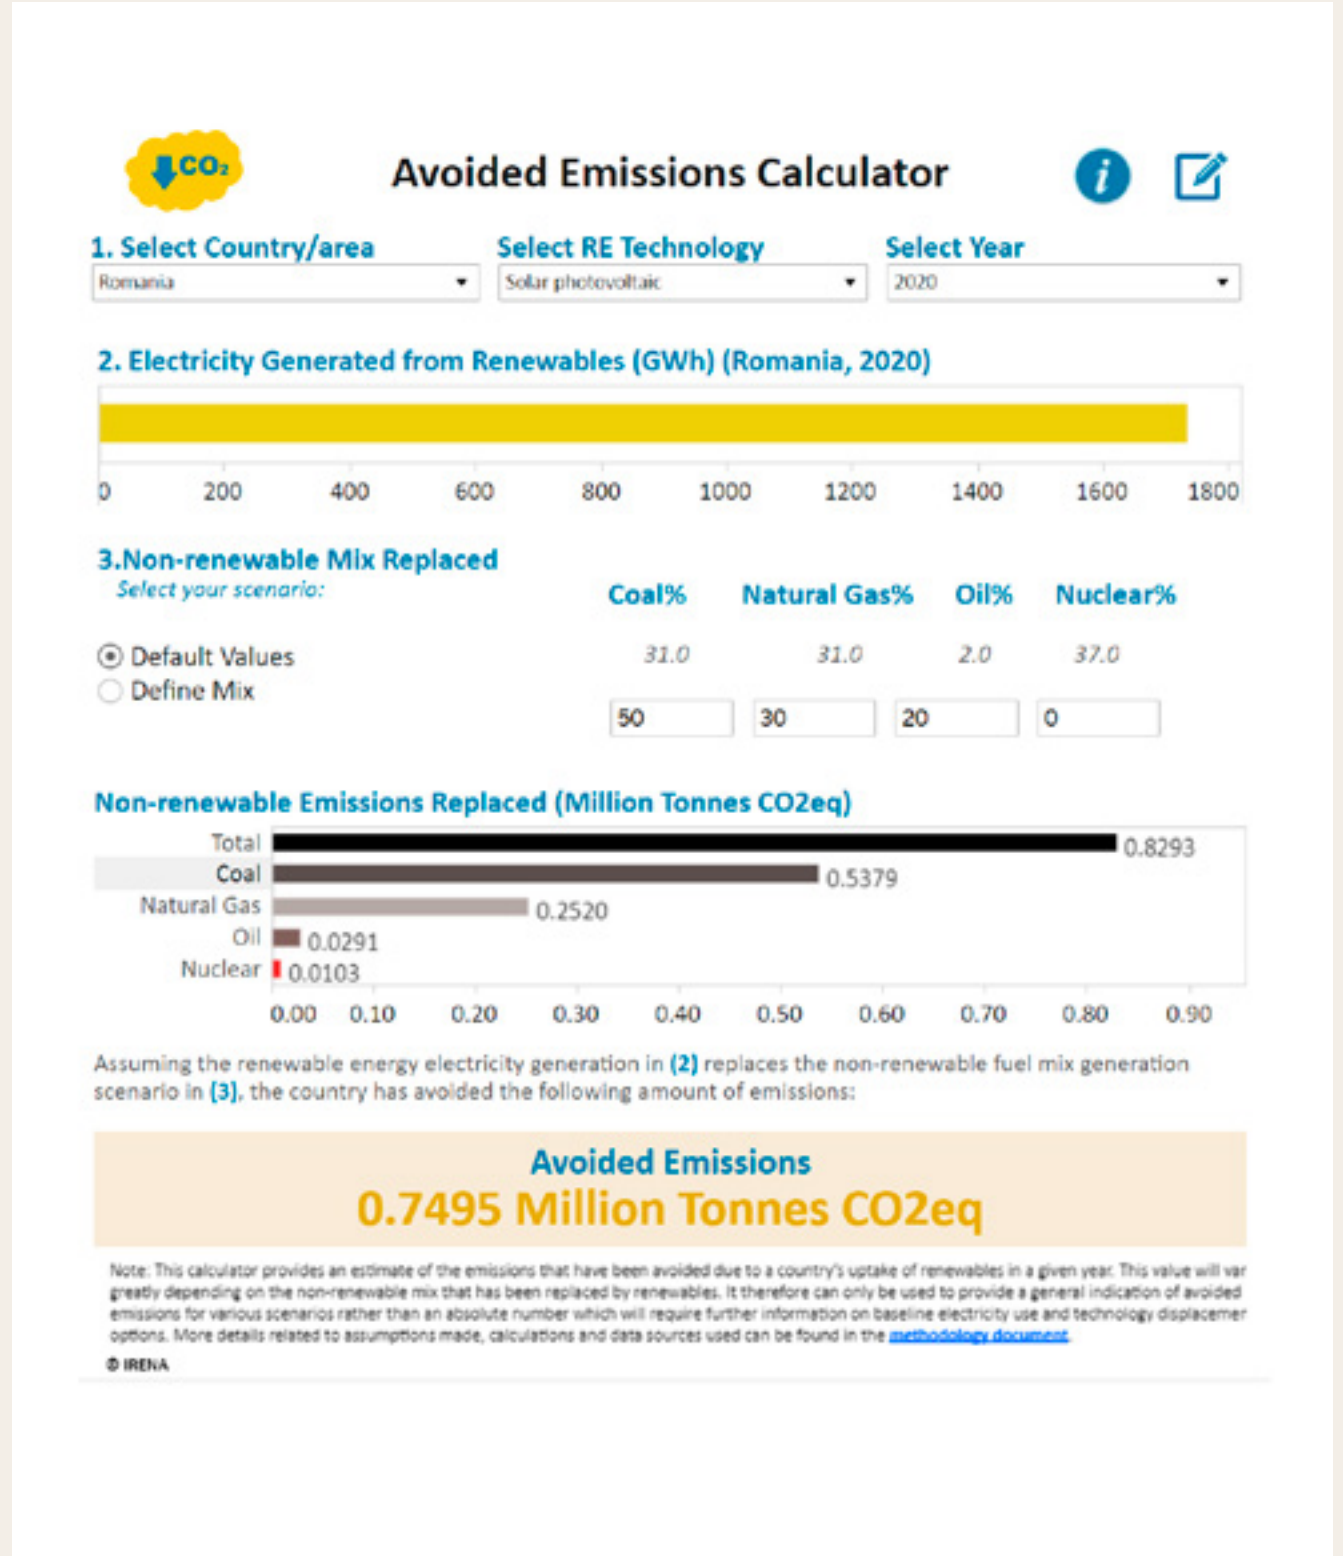 CO₂
Avoided Emissions Calculator
i
1. Select Country/area Select RE Technology Select Year
Romania Solar photovoltaic 2020
2. Electricity Generated from Renewables (GWh) (Romania, 2020)
0 200 400 600 800 1000 1200 1400 1600 1800
3.Non-renewable Mix Replaced
Select your scenario:
Coal% Natural Gas% Oil% Nuclear%
Default Values 31.0 31.0 2.0 37.0
Define Mix
50 30 20 0
Non-renewable Emissions Replaced (Million Tonnes CO2eq)
Total 0.8293
Coal 0.5379
Natural Gas 0.2520
Oil 0.0291
Nuclear 0.0103
0.00 0.10 0.20 0.30 0.40 0.50 0.60 0.70 0.80 0.90
Assuming the renewable energy electricity generation in (2) replaces the non-renewable fuel mix generation
scenario in (3), the country has avoided the following amount of emissions:
Avoided Emissions
0.7495 Million Tonnes CO2eq
Note: This calculator provides an estimate of the emissions that have been avoided due to a country's uptake of renewables in a given year. This value will var
greatly depending on the non-renewable mix that has been replaced by renewables. It therefore can only be used to provide a general indication of avoided
emissions for various scenarios rather than an absolute number which will require further information on baseline electricity use and technology displacemer
options. More details related to assumptions made, calculations and data sources used can be found in the methodology document.
© IRENA